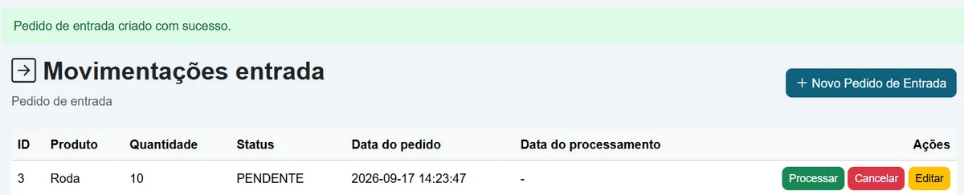 Pedido de entrada criado com sucesso.
Movimentações entrada
Pedido de entrada
+ Novo Pedido de Entrada
ID Produto Quantidade Status Data do pedido Data do processamento Ações
3 Roda 10 PENDENTE 2026-09-17 14:23:47 - Processar Cancelar Editar